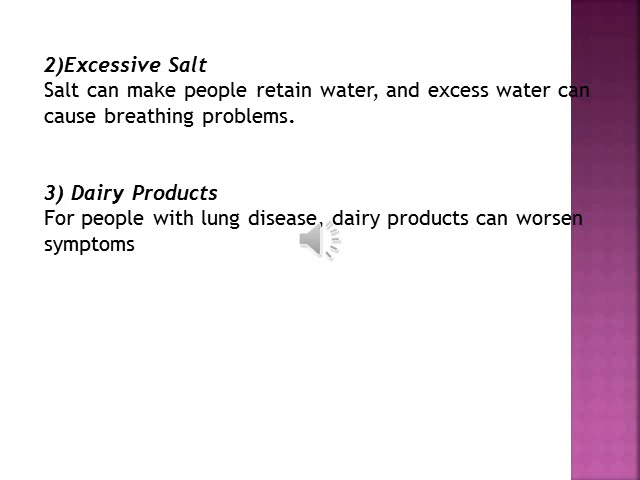 2)Excessive Salt
Salt can make people retain water, and excess water can
cause breathing problems.
3) Dairy Products
For people with lung disease, dairy products can worsen
symptoms